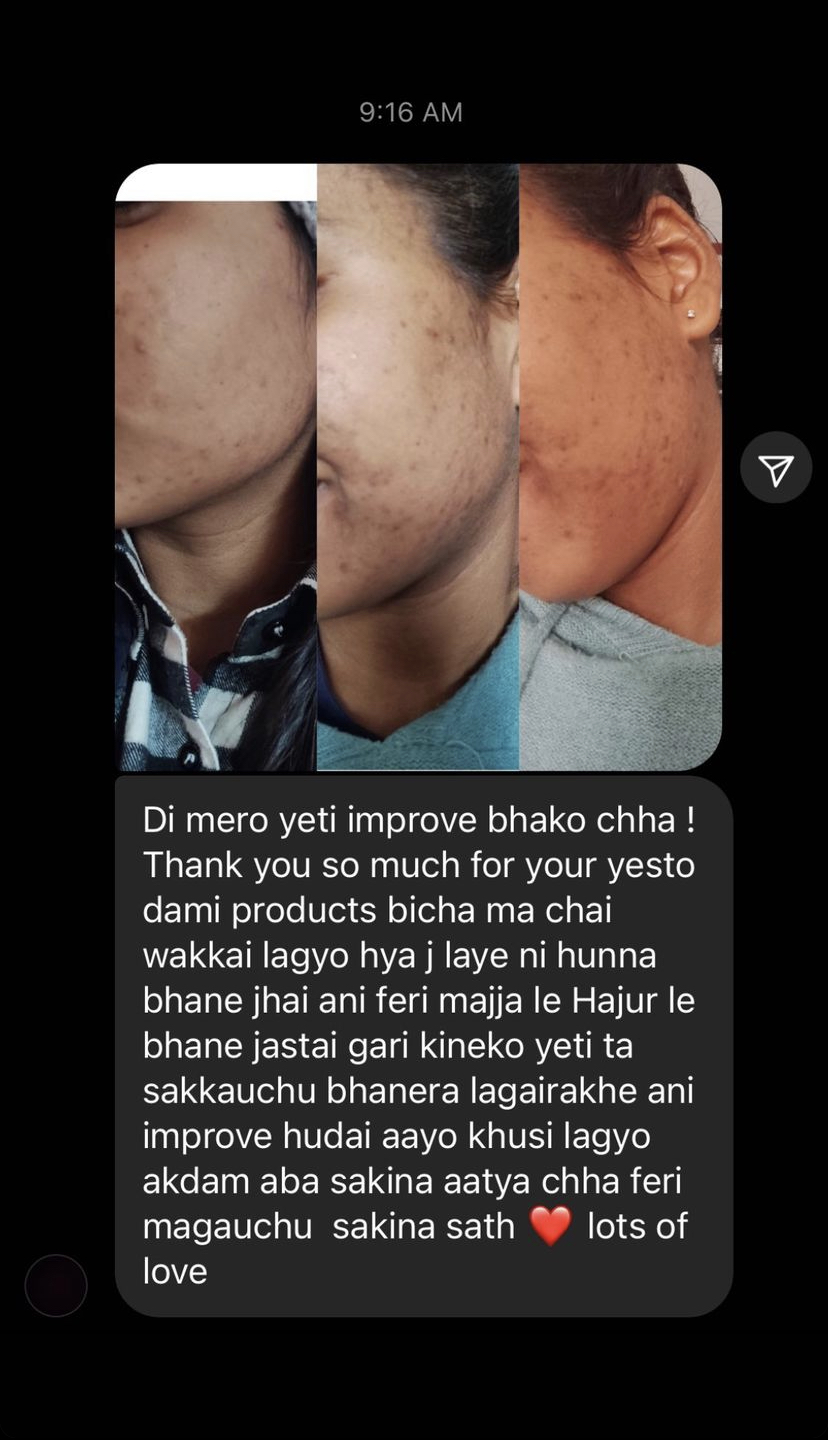 9:16 AM
Di mero yeti improve bhako chha !
Thank you so much for your yesto
dami products bicha ma chai
wakkai lagyo hya j laye ni hunna
bhane jhai ani feri majja le Hajur le
bhane jastai gari kineko yeti ta
sakkauchu bhanera lagairakhe ani
improve hudai aayo khusi lagyo
akdam aba sakina aatya chha feri
magauchu  sakina sath ❤️ lots of
love